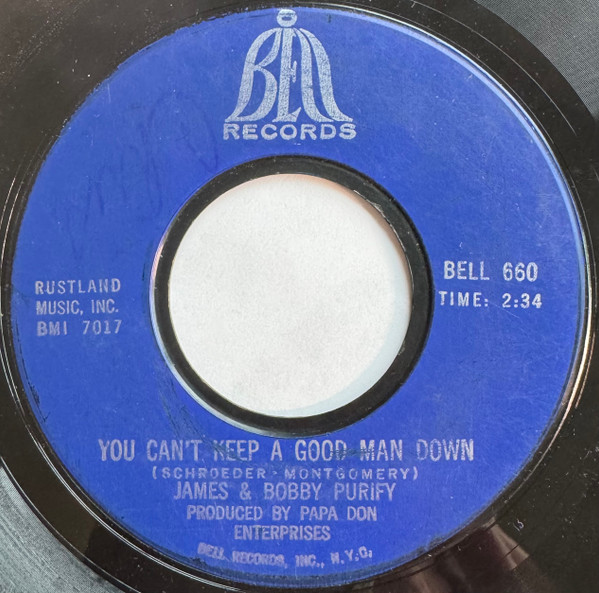 BELL
RECORDS
RUSTLAND
MUSIC, INC.
BMI 7017
BELL 660
TIME: 2:34
YOU CAN'T KEEP A GOOD MAN DOWN
(SCHROEDER - MONTGOMERY)
JAMES & BOBBY PURIFY
PRODUCED BY PAPA DON
ENTERPRISES
BELL RECORDS, INC., N.Y.C.